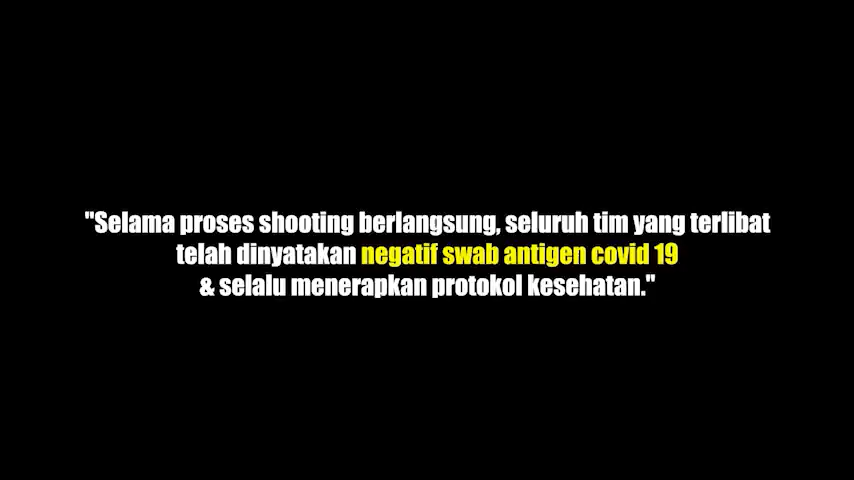 "Selama proses shooting berlangsung, seluruh tim yang terlibat
telah dinyatakan negatif swab antigen covid 19
& selalu menerapkan protokol kesehatan."